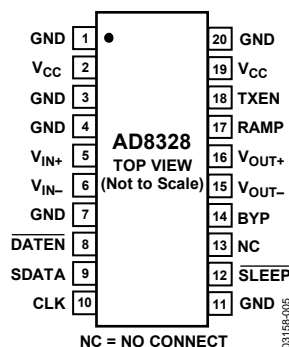 GND 1 20 GND
VCC 2 19 VCC
GND 3 18 TXEN
GND 4 17 RAMP
AD8328
TOP VIEW
(Not to Scale)
VIN+ 5 16 VOUT+
VIN– 6 15 VOUT–
GND 7 14 BYP
DATEN 8 13 NC
SDATA 9 12 SLEEP
CLK 10 11 GND
NC = NO CONNECT
03158-005